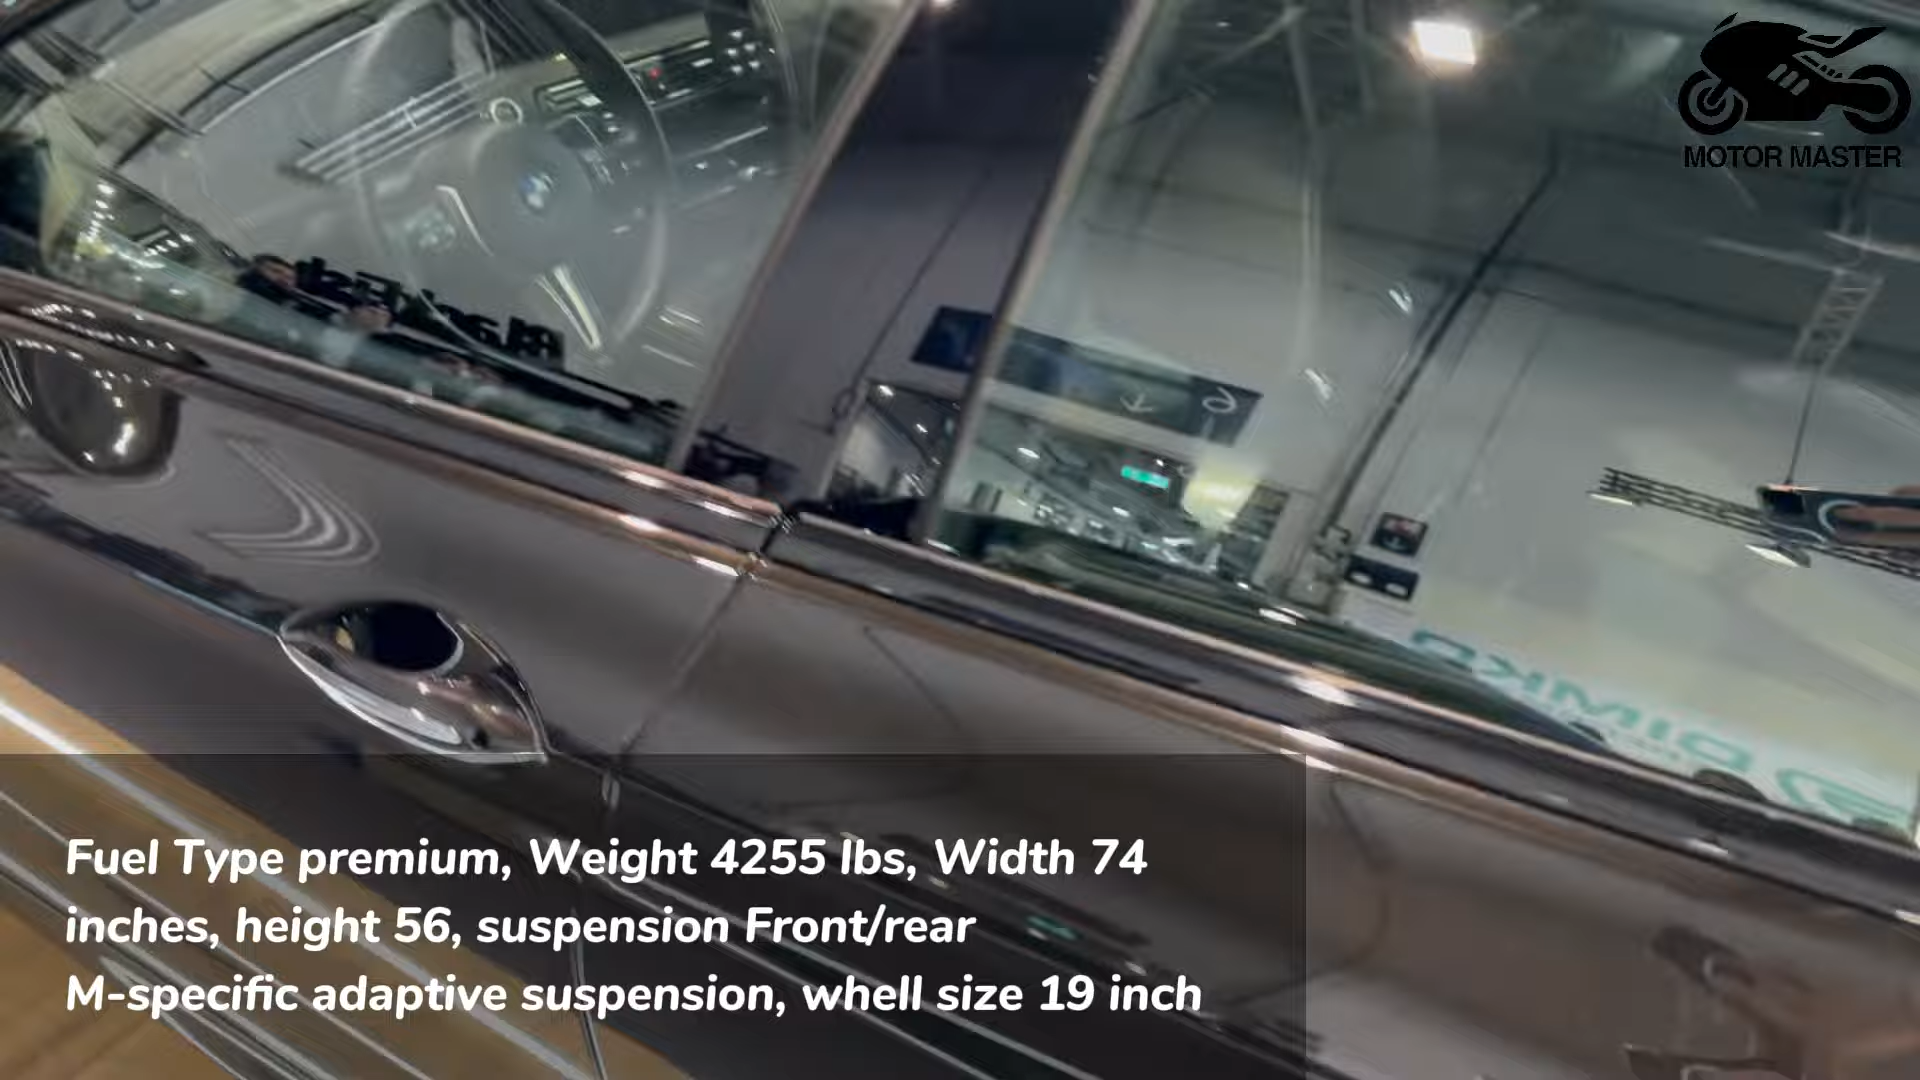 MOTOR MASTER
Fuel Type premium, Weight 4255 lbs, Width 74
inches, height 56, suspension Front/rear
M-specific adaptive suspension, whell size 19 inch